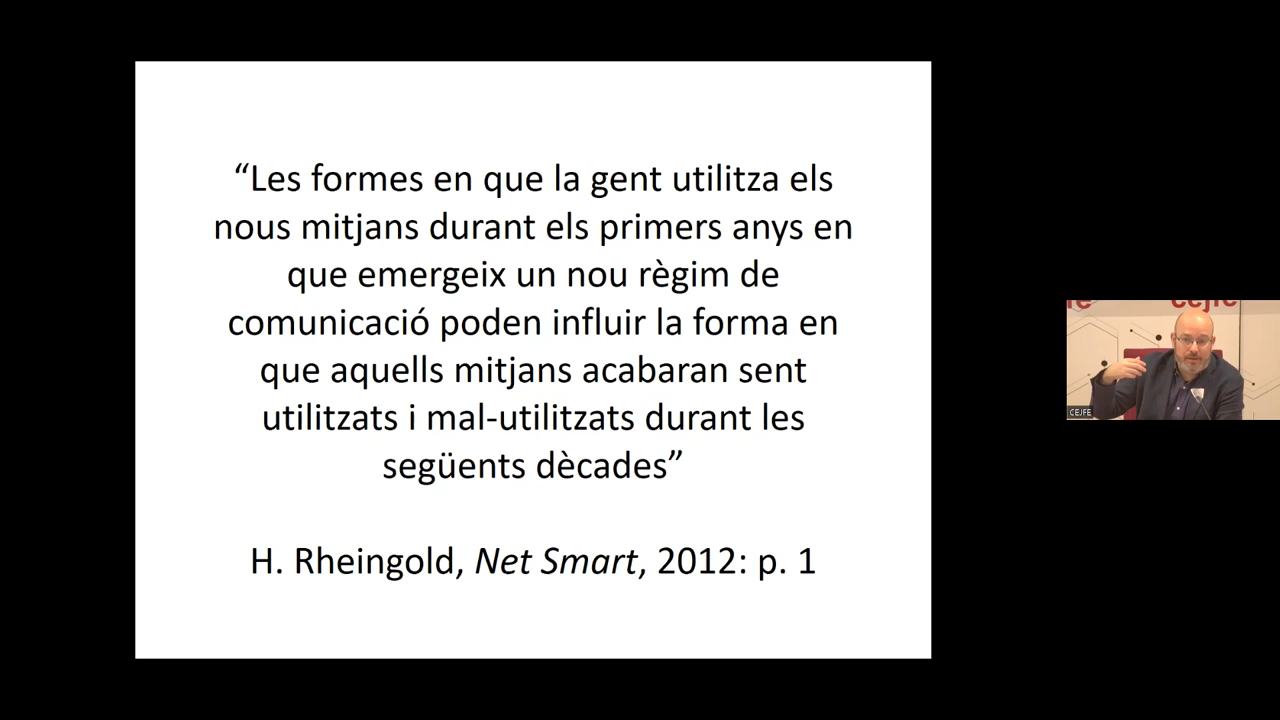 “Les formes en que la gent utilitza els
nous mitjans durant els primers anys en
que emergeix un nou règim de
comunicació poden influir la forma en
que aquells mitjans acabaran sent
utilitzats i mal-utilitzats durant les
següents dècades”
H. Rheingold, Net Smart, 2012: p. 1
cejfe
CEJFE